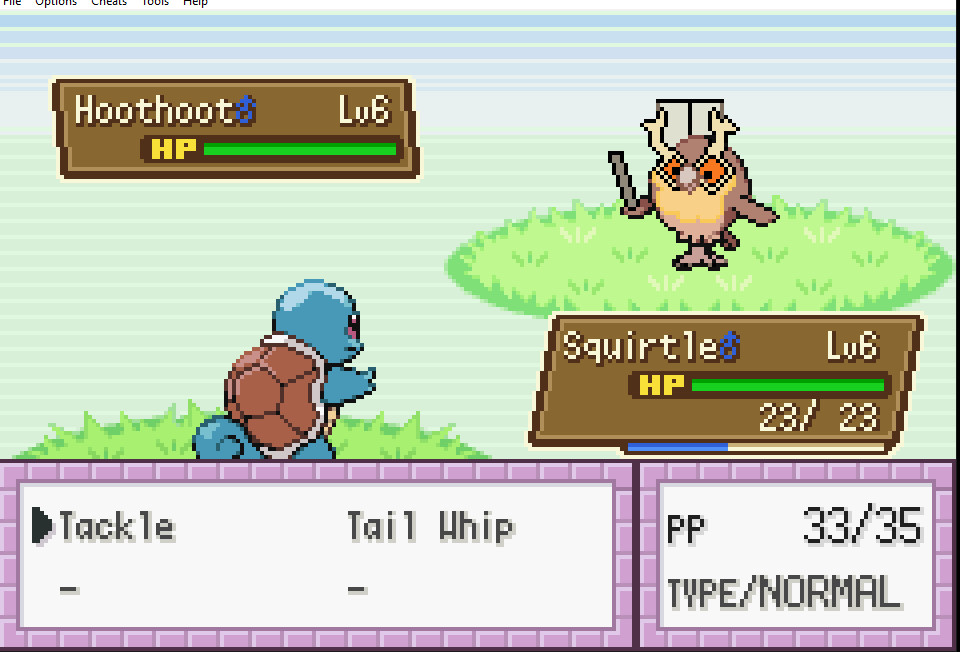 File Options Cheats Tools Help
Hoothoot♂ Lv6
HP
Squirtle♂ Lv6
HP
23/ 23
Tackle Tail Whip
- -
PP 33/35
TYPE/NORMAL